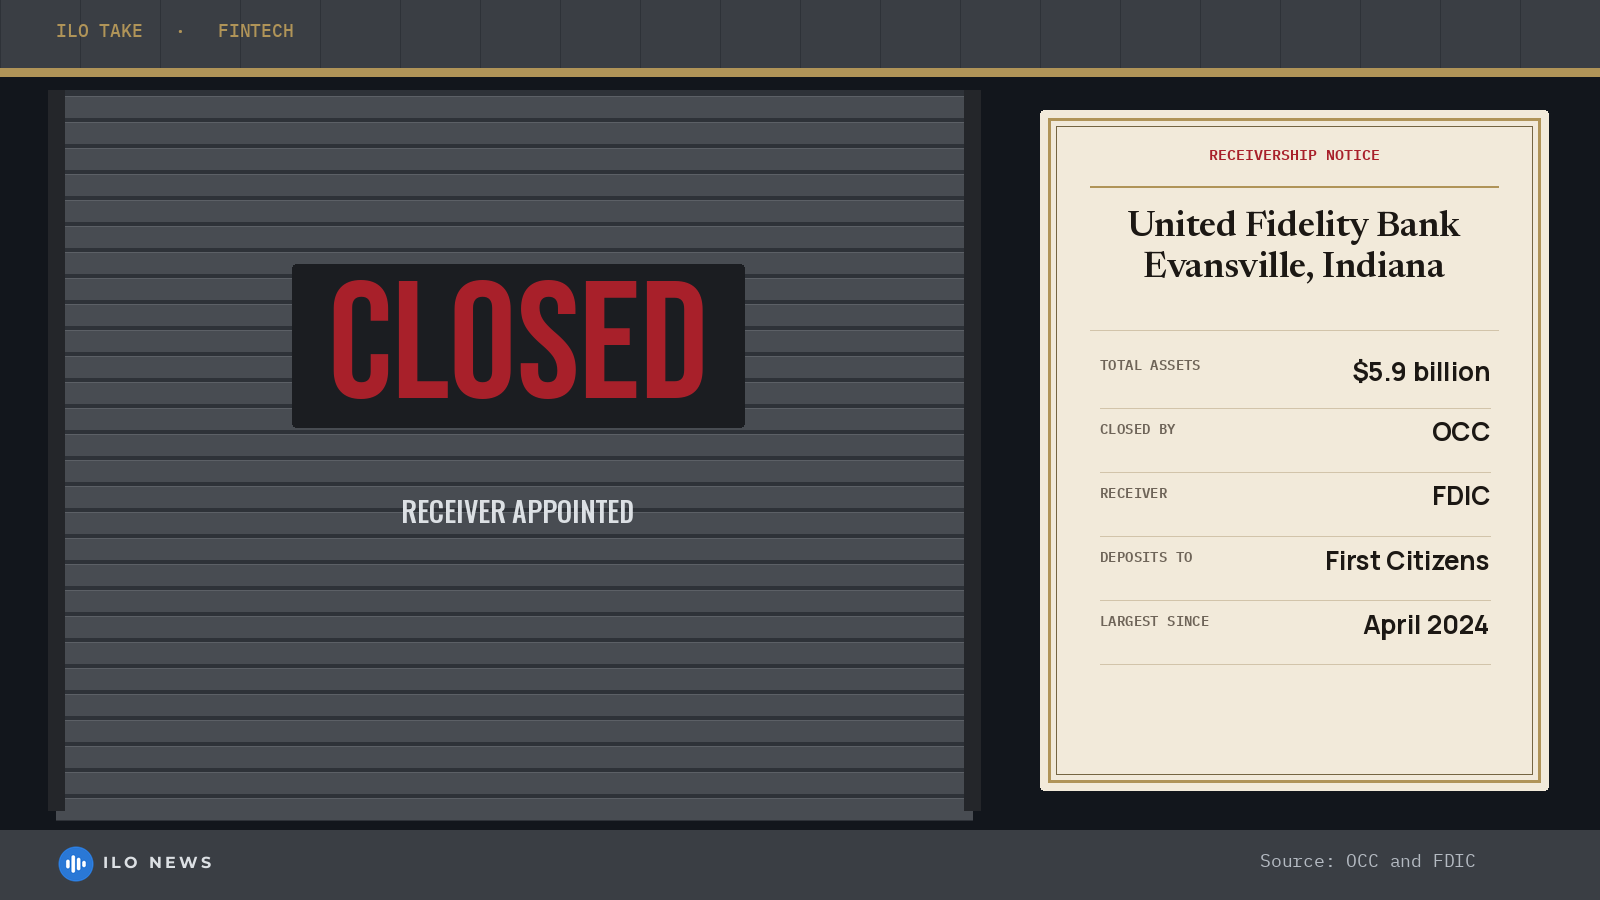 ILO TAKE · FINTECH
CLOSED
RECEIVER APPOINTED
RECEIVERSHIP NOTICE
United Fidelity Bank
Evansville, Indiana
TOTAL ASSETS $5.9 billion
CLOSED BY OCC
RECEIVER FDIC
DEPOSITS TO First Citizens
LARGEST SINCE April 2024
ILO NEWS
Source: OCC and FDIC